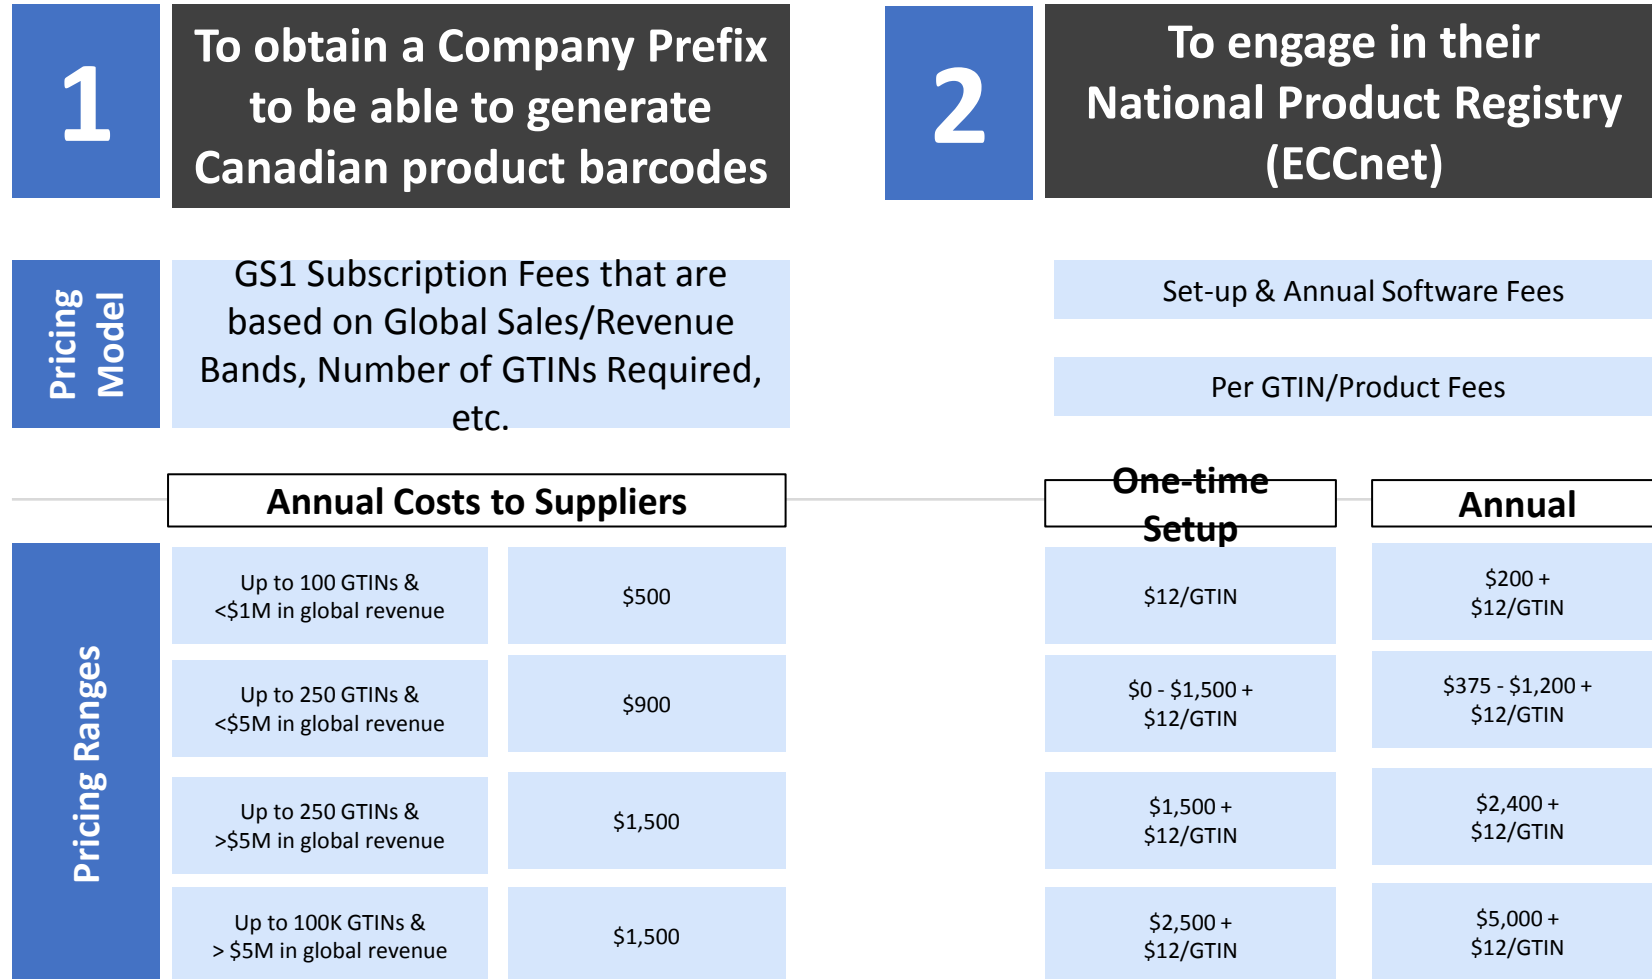 1
To obtain a Company Prefix
to be able to generate
Canadian product barcodes
2
To engage in their
National Product Registry
(ECCnet)
Pricing
Model
GS1 Subscription Fees that are
based on Global Sales/Revenue
Bands, Number of GTINs Required,
etc.
Set-up & Annual Software Fees
Per GTIN/Product Fees
Annual Costs to Suppliers
One-time
Setup
Annual
Pricing Ranges
Up to 100 GTINs &
<$1M in global revenue
$500
$12/GTIN
$200 +
$12/GTIN
Up to 250 GTINs &
<$5M in global revenue
$900
$0 - $1,500 +
$12/GTIN
$375 - $1,200 +
$12/GTIN
Up to 250 GTINs &
>$5M in global revenue
$1,500
$1,500 +
$12/GTIN
$2,400 +
$12/GTIN
Up to 100K GTINs &
> $5M in global revenue
$1,500
$2,500 +
$12/GTIN
$5,000 +
$12/GTIN